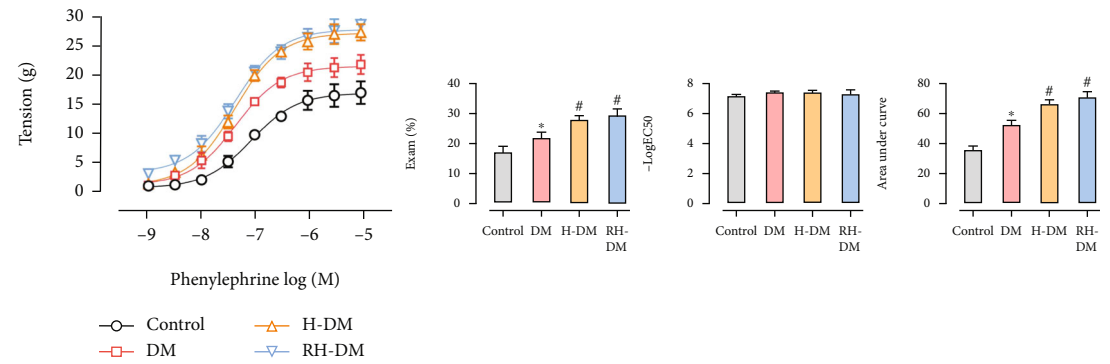 Tension (g)
30
25
20
15
10
5
0
–9 –8 –7 –6 –5
Phenylephrine log (M)
Control
DM
H-DM
RH-DM
Exam (%)
40
30
20
10
0
*
#
#
Control DM H-DM RH-
DM
–LogEC50
8
6
4
2
0
Control DM H-DM RH-
DM
Area under curve
80
60
40
20
0
*
#
#
Control DM H-DM RH-
DM